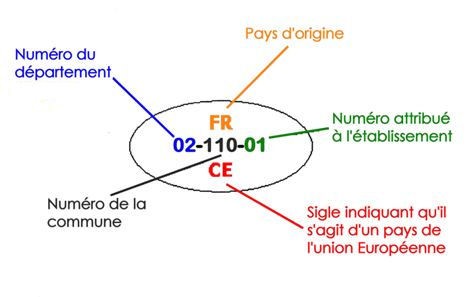 Pays d'origine
Numéro du
département
FR
02-110-01
CE
Numéro attribué
à l'établissement
Numéro de la
commune
Sigle indiquant qu'il
s'agit d'un pays de
l'union Européenne